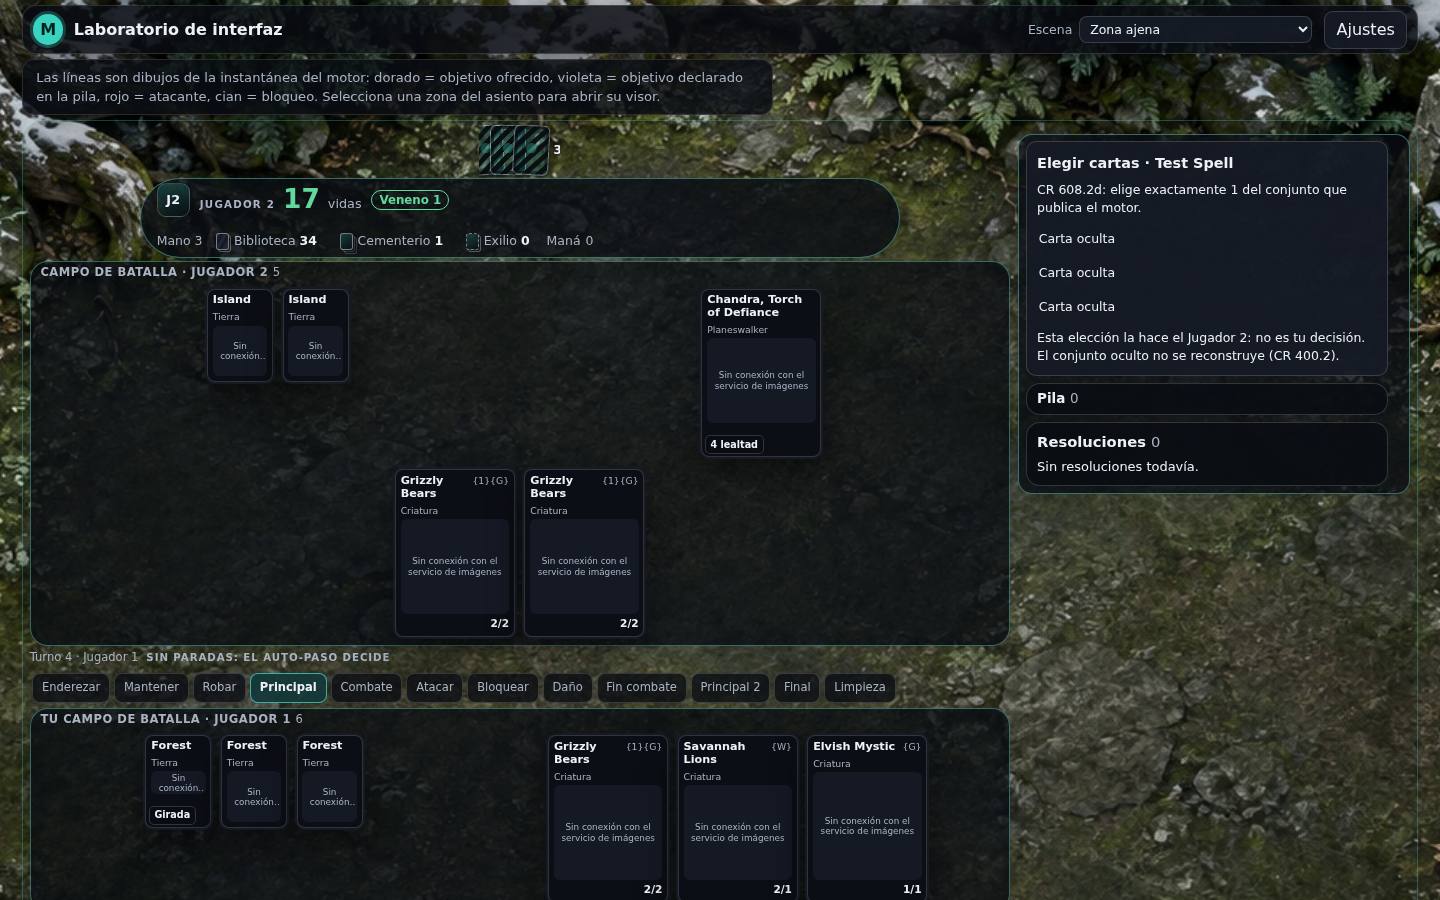 M Laboratorio de interfaz
Escena Zona ajena Ajustes
Las líneas son dibujos de la instantánea del motor: dorado = objetivo ofrecido, violeta = objetivo declarado
en la pila, rojo = atacante, cian = bloqueo. Selecciona una zona del asiento para abrir su visor.
3
J2 JUGADOR 2 17 vidas Veneno 1
Mano 3 Biblioteca 34 Cementerio 1 Exilio 0 Maná 0
CAMPO DE BATALLA · JUGADOR 2 5
Island
Tierra
Sin
conexión..
Island
Tierra
Sin
conexión..
Chandra, Torch
of Defiance
Planeswalker
Sin conexión con el
servicio de imágenes
4 lealtad
Grizzly
Bears
{1}{G}
Criatura
Sin conexión con el
servicio de imágenes
2/2
Grizzly
Bears
{1}{G}
Criatura
Sin conexión con el
servicio de imágenes
2/2
Turno 4 · Jugador 1 SIN PARADAS: EL AUTO-PASO DECIDE
Enderezar Mantener Robar Principal Combate Atacar Bloquear Daño Fin combate Principal 2 Final Limpieza
TU CAMPO DE BATALLA · JUGADOR 1 6
Forest
Tierra
Sin
conexión..
Girada
Forest
Tierra
Sin
conexión..
Forest
Tierra
Sin
conexión..
Grizzly
Bears
{1}{G}
Criatura
Sin conexión con el
servicio de imágenes
2/2
Savannah
Lions
{W}
Criatura
Sin conexión con el
servicio de imágenes
2/1
Elvish Mystic {G}
Criatura
Sin conexión con el
servicio de imágenes
1/1
Elegir cartas · Test Spell
CR 608.2d: elige exactamente 1 del conjunto que
publica el motor.
Carta oculta
Carta oculta
Carta oculta
Esta elección la hace el Jugador 2: no es tu decisión.
El conjunto oculto no se reconstruye (CR 400.2).
Pila 0
Resoluciones 0
Sin resoluciones todavía.